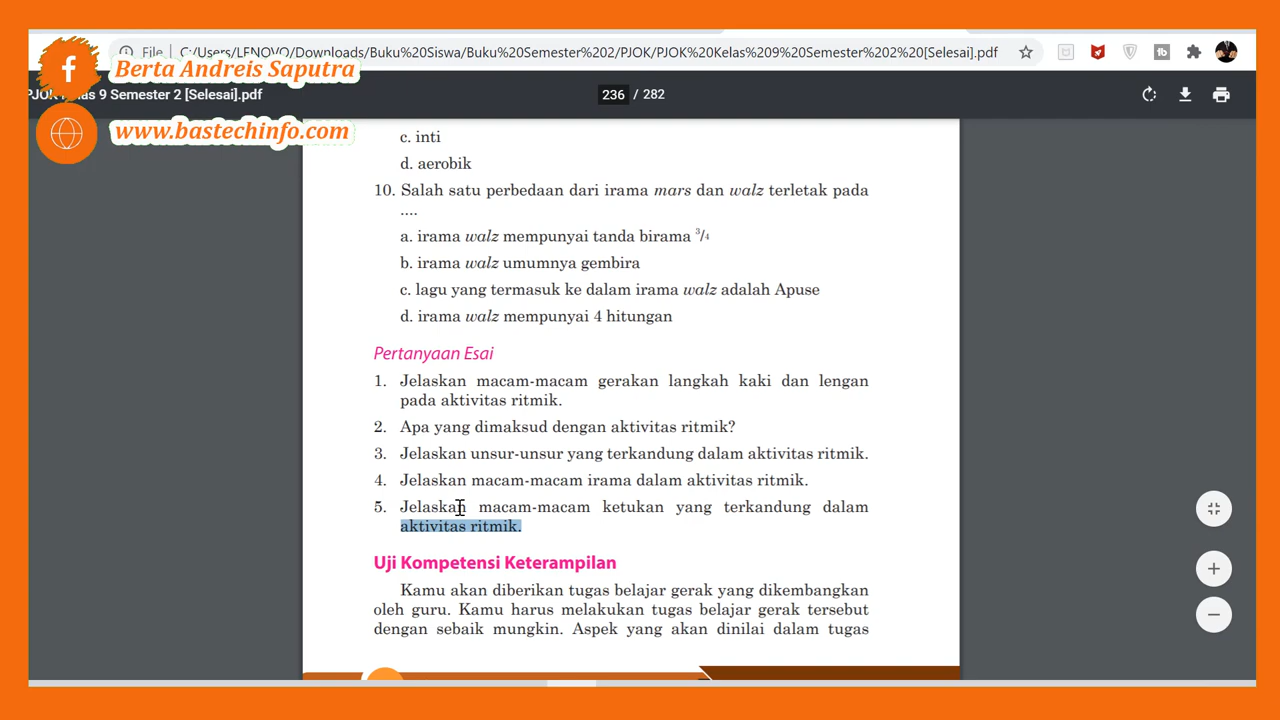 File C:/Users/LENOVO/Downloads/Buku%20Siswa/Buku%20Semester%202/PJOK/PJOK%20Kelas%209%20Semester%202%20[Selesai].pdf
Berta Andreis Saputra
PJOK 9 Semester 2 [Selesai].pdf
236 / 282
www.bastechinfo.com
c. inti
d. aerobik
10. Salah satu perbedaan dari irama mars dan walz terletak pada
....
a. irama walz mempunyai tanda birama 3/4
b. irama walz umumnya gembira
c. lagu yang termasuk ke dalam irama walz adalah Apuse
d. irama walz mempunyai 4 hitungan
Pertanyaan Esai
1. Jelaskan macam-macam gerakan langkah kaki dan lengan
pada aktivitas ritmik.
2. Apa yang dimaksud dengan aktivitas ritmik?
3. Jelaskan unsur-unsur yang terkandung dalam aktivitas ritmik.
4. Jelaskan macam-macam irama dalam aktivitas ritmik.
5. Jelaskan macam-macam ketukan yang terkandung dalam
aktivitas ritmik.
Uji Kompetensi Keterampilan
Kamu akan diberikan tugas belajar gerak yang dikembangkan
oleh guru. Kamu harus melakukan tugas belajar gerak tersebut
dengan sebaik mungkin. Aspek yang akan dinilai dalam tugas